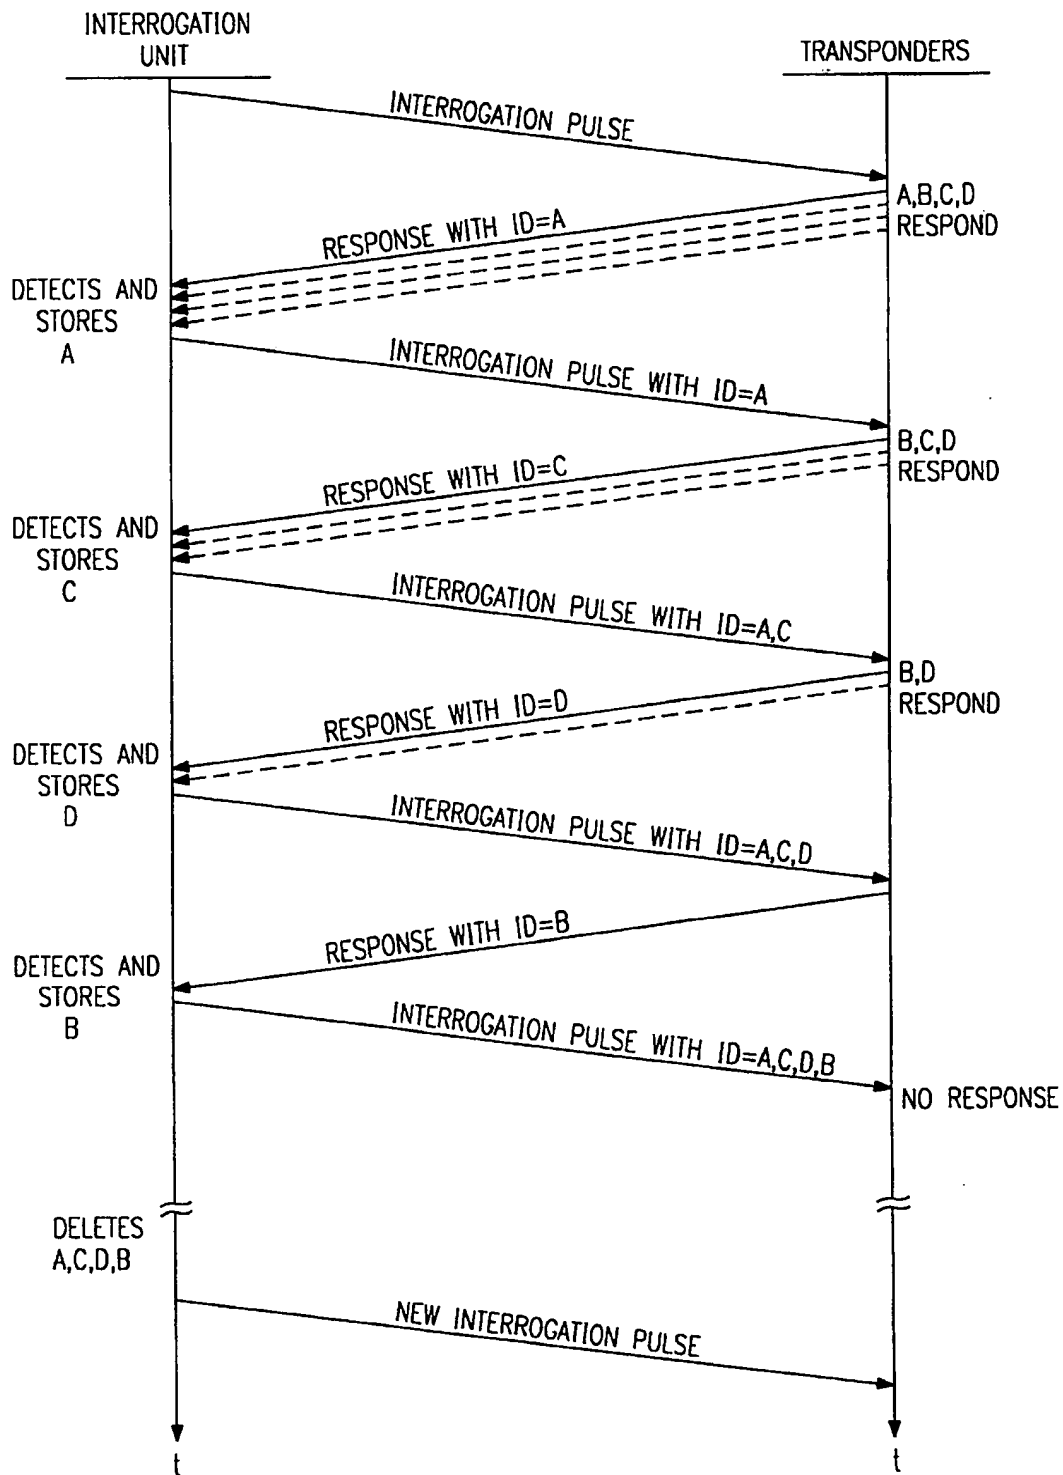 INTERROGATION
UNIT
TRANSPONDERS
INTERROGATION PULSE
A,B,C,D
RESPOND
RESPONSE WITH ID=A
DETECTS AND
STORES
A
INTERROGATION PULSE WITH ID=A
B,C,D
RESPOND
RESPONSE WITH ID=C
DETECTS AND
STORES
C
INTERROGATION PULSE WITH ID=A,C
B,D
RESPOND
RESPONSE WITH ID=D
DETECTS AND
STORES
D
INTERROGATION PULSE WITH ID=A,C,D
RESPONSE WITH ID=B
DETECTS AND
STORES
B
INTERROGATION PULSE WITH ID=A,C,D,B
NO RESPONSE
DELETES
A,C,D,B
NEW INTERROGATION PULSE
t
t